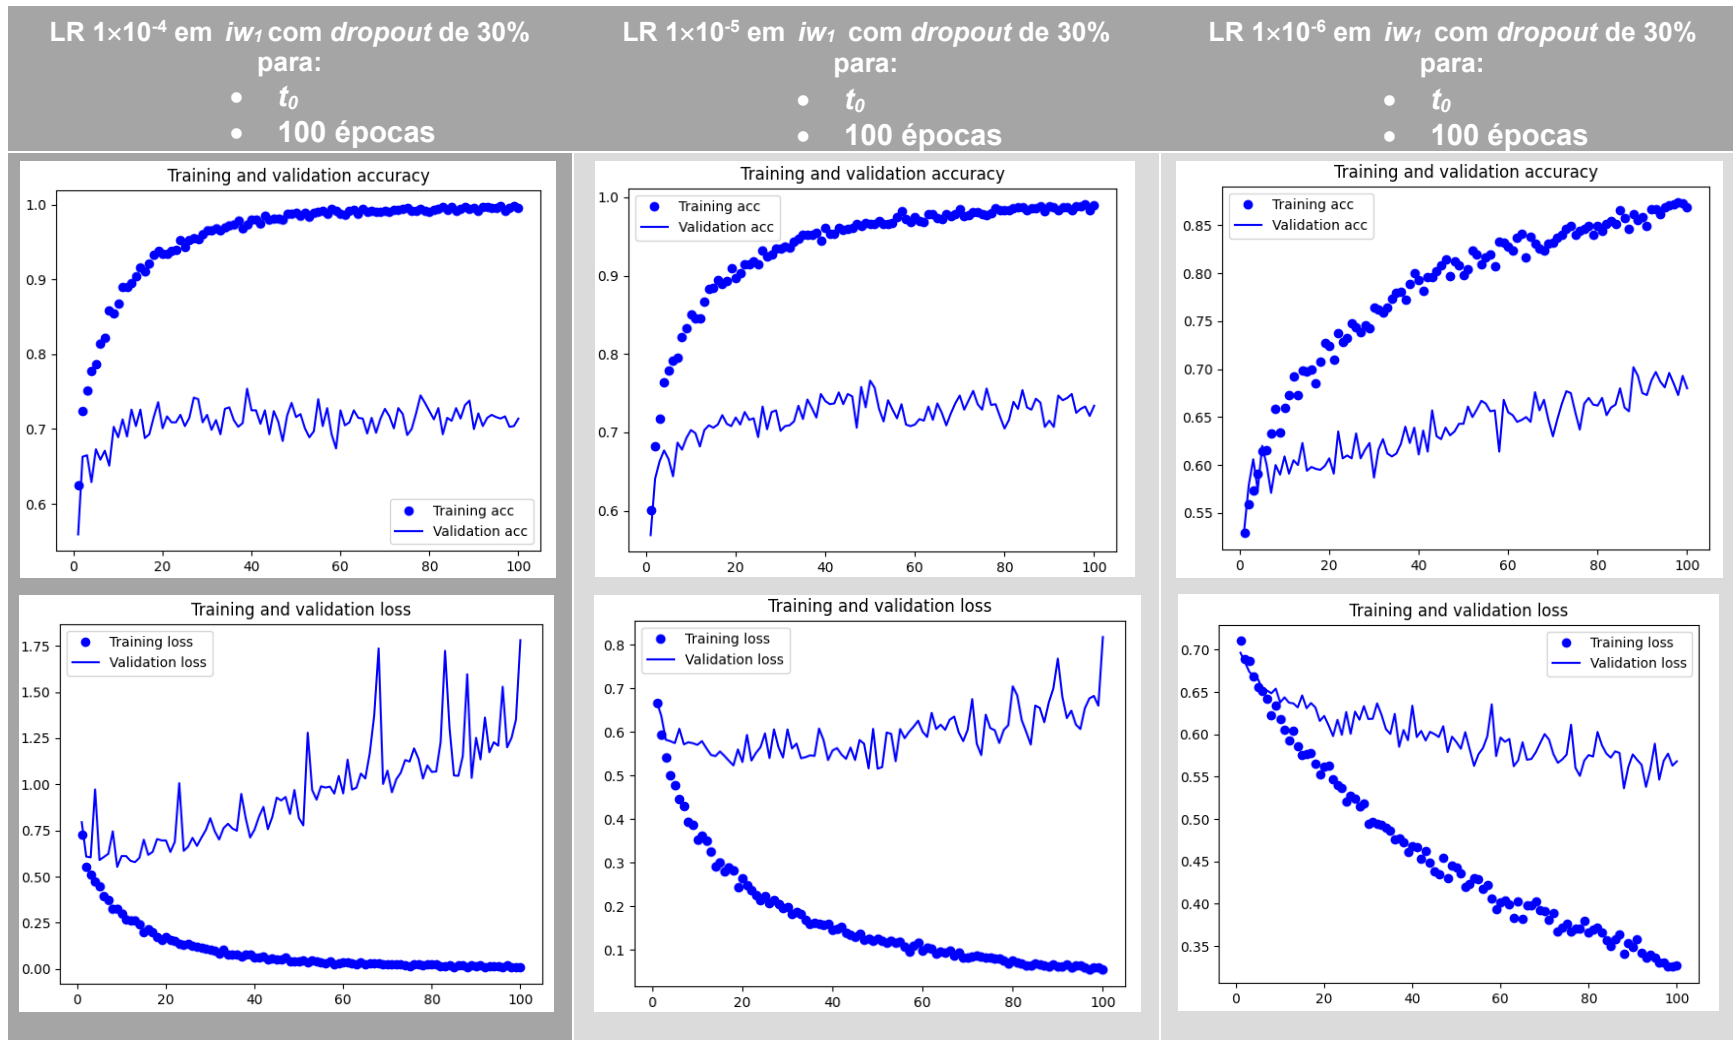 LR 1×10-4 em iw1 com dropout de 30%
para:
• t0
• 100 épocas
LR 1×10-5 em iw1 com dropout de 30%
para:
• t0
• 100 épocas
LR 1×10-6 em iw1 com dropout de 30%
para:
• t0
• 100 épocas
Training and validation accuracy
1.0
0.9
0.8
0.7
0.6
Training acc
Validation acc
0 20 40 60 80 100
Training and validation accuracy
Training acc
Validation acc
1.0
0.9
0.8
0.7
0.6
0 20 40 60 80 100
Training and validation accuracy
Training acc
Validation acc
0.85
0.80
0.75
0.70
0.65
0.60
0.55
0 20 40 60 80 100
Training and validation loss
Training loss
Validation loss
1.75
1.50
1.25
1.00
0.75
0.50
0.25
0.00
0 20 40 60 80 100
Training and validation loss
Training loss
Validation loss
0.8
0.7
0.6
0.5
0.4
0.3
0.2
0.1
0 20 40 60 80 100
Training and validation loss
Training loss
Validation loss
0.70
0.65
0.60
0.55
0.50
0.45
0.40
0.35
0 20 40 60 80 100